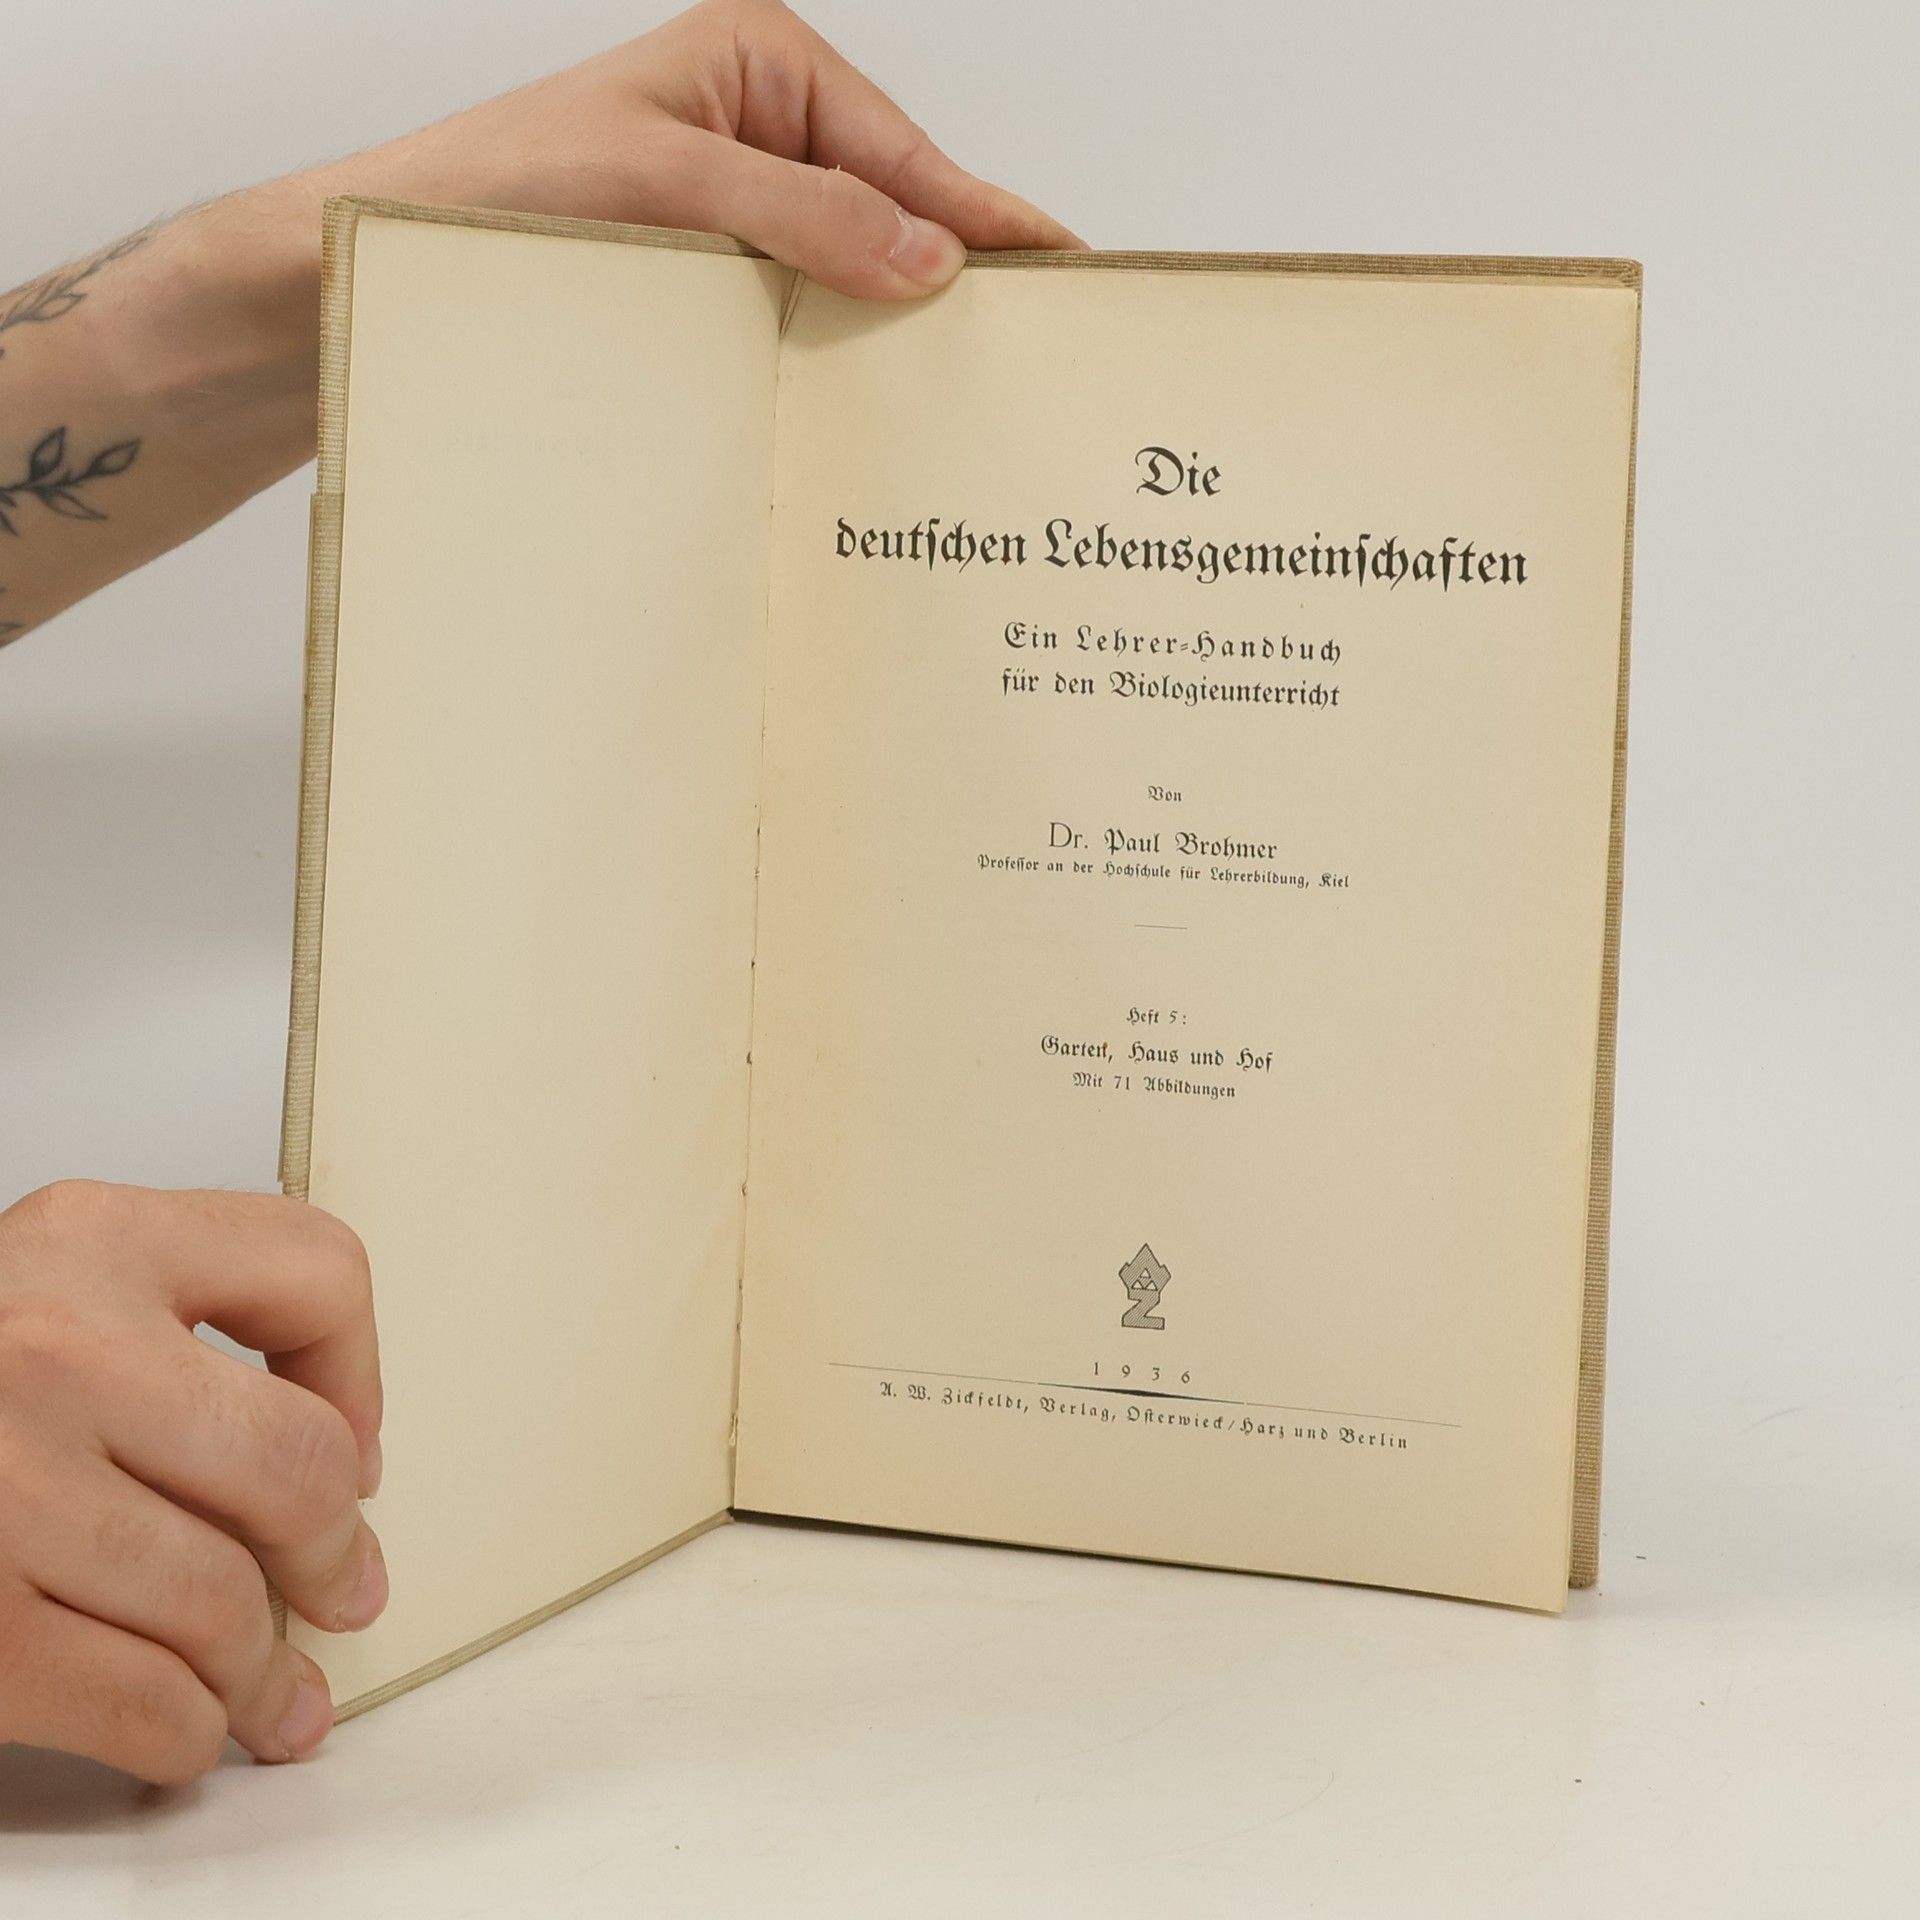 Die
deutschen Lebensgemeinschaften
Ein Lehrer-Handbuch
für den Biologieunterricht
Von
Dr. Paul Brohmer
Professor an der Hochschule für Lehrerbildung, Kiel
Heft 5:
Garten, Haus und Hof
Mit 71 Abbildungen
AWZ
1936
A. W. Zickfeldt, Verlag, Osterwieck/Harz und Berlin